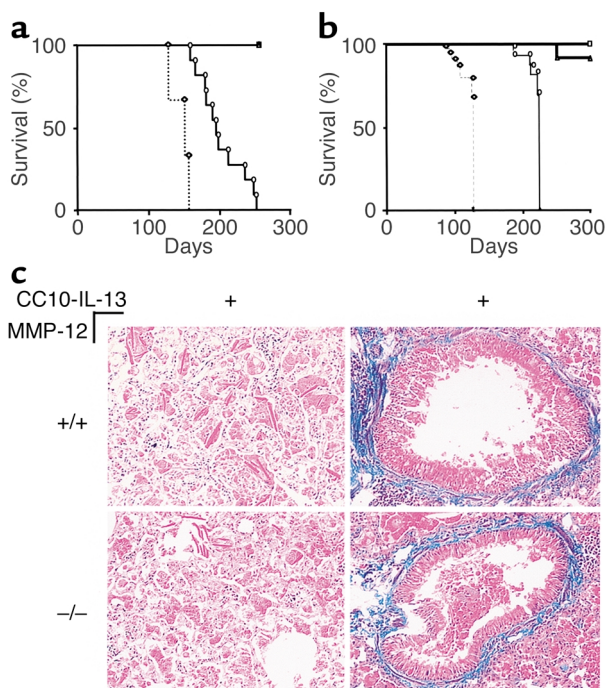 a
b
Survival (%)
100
50
0
0
100
200
300
Days
Survival (%)
100
50
0
0
100
200
300
Days
c
CC10-IL-13 + +
MMP-12
+/+
–/–